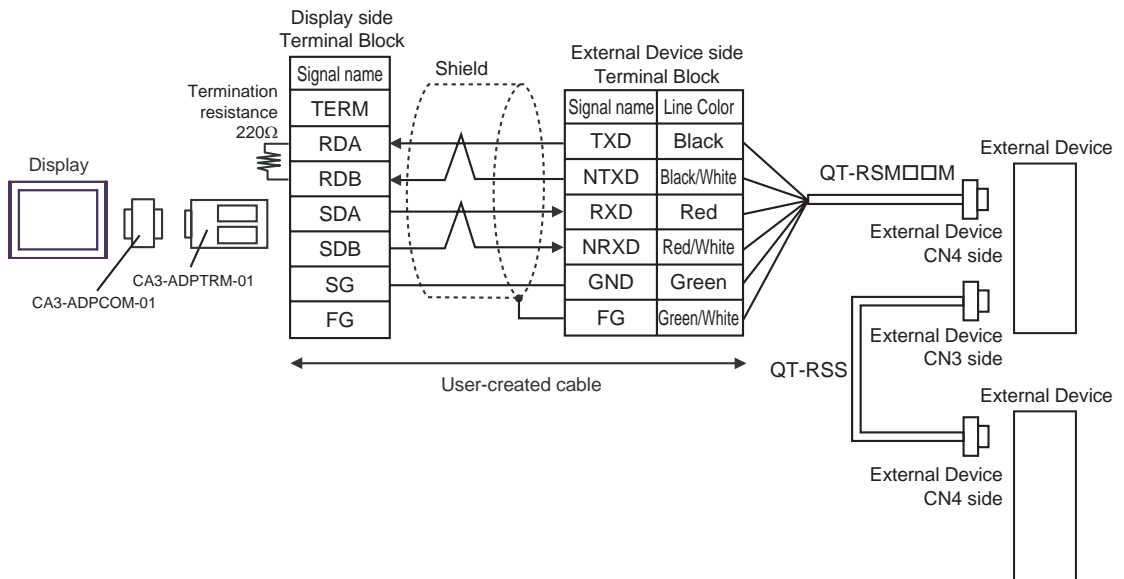 Display side
Terminal Block
External Device side
Terminal Block
Shield
Signal name
Termination
resistance
220Ω
TERM
RDA
RDB
SDA
SDB
SG
FG
Signal name Line Color
TXD Black
NTXD Black/White
RXD Red
NRXD Red/White
GND Green
FG Green/White
Display
CA3-ADPCOM-01
CA3-ADPTRM-01
User-created cable
QT-RSM□□M
External Device
External Device
CN4 side
External Device
CN3 side
QT-RSS
External Device
External Device
CN4 side